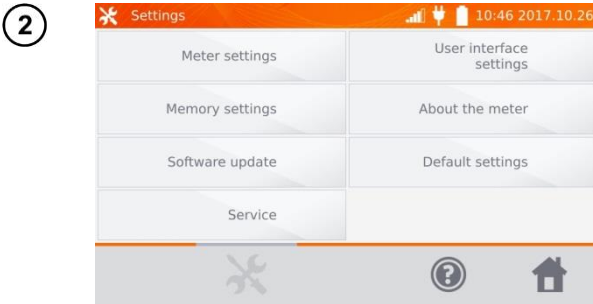 2
Settings
10:46 2017.10.26
Meter settings
User interface
settings
Memory settings
About the meter
Software update
Default settings
Service
?